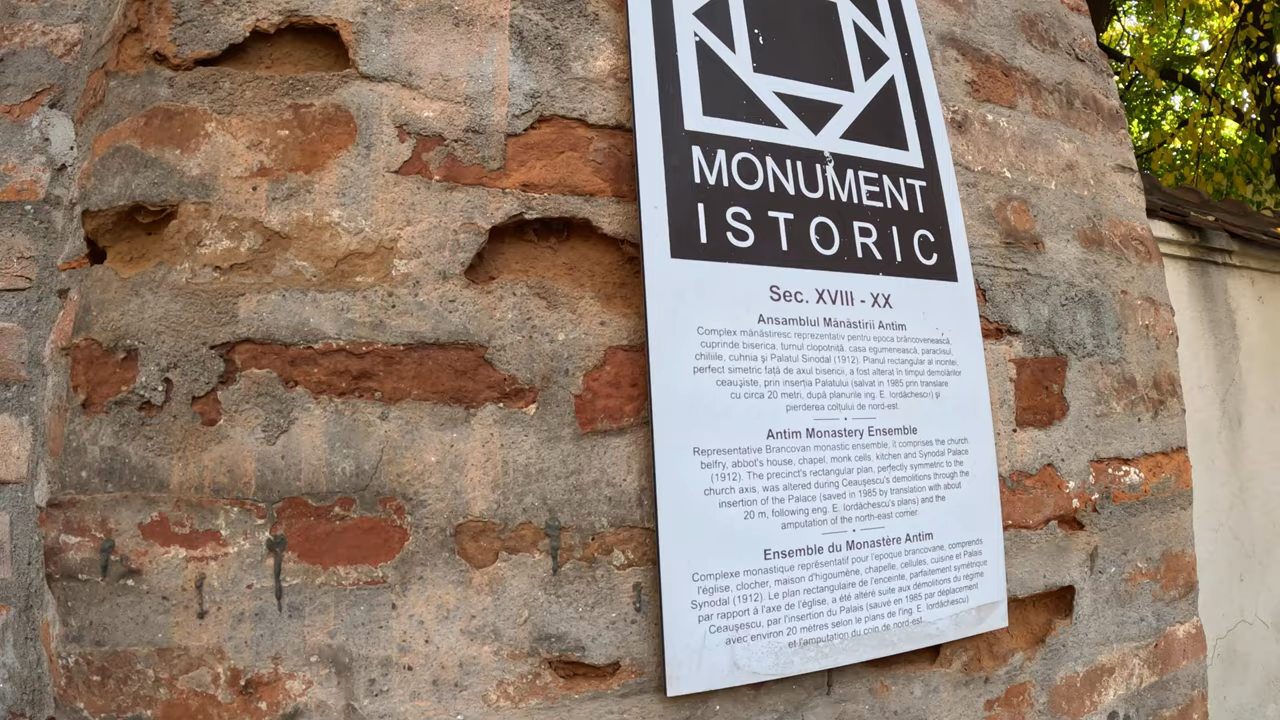 MONUMENT
ISTORIC
Sec. XVIII - XX
Ansamblul Mănăstirii Antim
Complex mănăstiresc reprezentativ pentru epoca brâncovenească,
cuprinde biserica, turnul clopotniță, casa egumenească, paraclisul,
chiliile, cuhnia și Palatul Sinodal (1912). Planul rectangular al incintei,
perfect simetric față de axul bisericii, a fost alterat în timpul demolărilor
ceaușiste, prin inserția Palatului (salvat în 1985 prin translare
cu circa 20 metri, după planurile ing. E. Iordăchescu) și
pierderea colțului de nord-est.
Antim Monastery Ensemble
Representative Brancovan monastic ensemble, it comprises the church,
belfry, abbot's house, chapel, monk cells, kitchen and Synodal Palace
(1912). The precinct's rectangular plan, perfectly symmetric to the
church axis, was altered during Ceaușescu's demolitions through the
insertion of the Palace (saved in 1985 by translation with about
20 m, following eng. E. Iordăchescu's plans) and the
amputation of the north-east corner.
Ensemble du Monastère Antim
Complexe monastique représentatif pour l'epoque brancovane, comprends
l'église, clocher, maison d'higoumène, chapelle, cellules, cuisine et Palais
Synodal (1912). Le plan rectangulaire de l'enceinte, parfaitement symétrique
par rapport à l'axe de l'église, a été altéré suite aux démolitions du régime
Ceaușescu, par l'insertion du Palais (sauvé en 1985 par déplacement
avec environ 20 mètres selon le plans de l'ing. E. Iordăchescu)
et l'amputation du coin de nord-est.